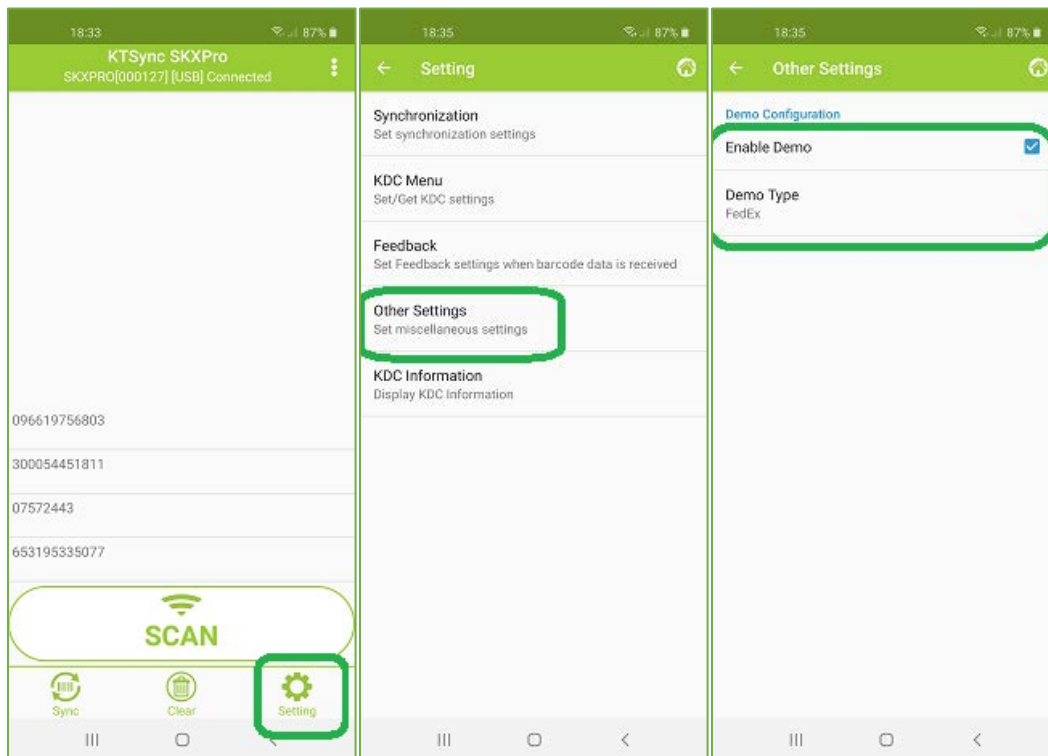 18:33
87%
KTSync SKXPro
SKXPRO[000127] [USB] Connected
096619756803
300054451811
07572443
653195335077
SCAN
Sync
Clear
Setting
18:35
87%
Setting
Synchronization
Set synchronization settings
KDC Menu
Set/Get KDC settings
Feedback
Set Feedback settings when barcode data is received
Other Settings
Set miscellaneous settings
KDC Information
Display KDC Information
18:35
87%
Other Settings
Demo Configuration
Enable Demo
Demo Type
FedEx